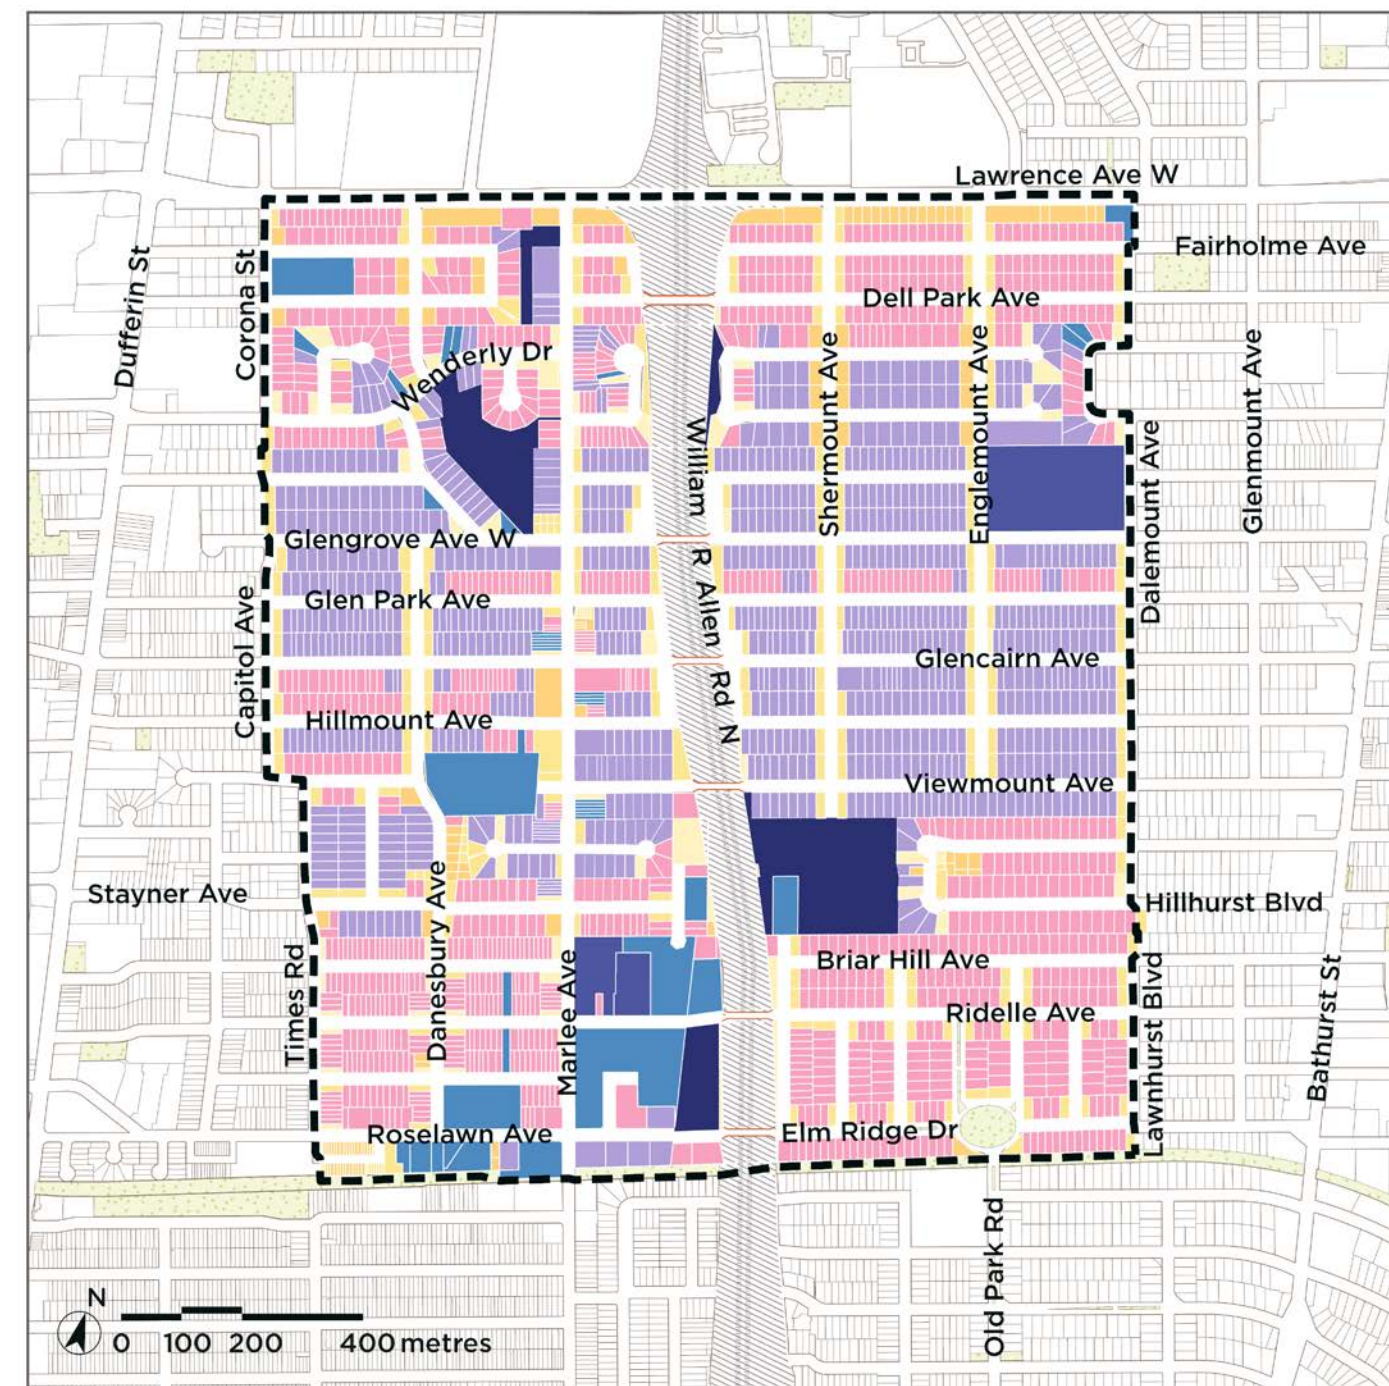 Lawrence Ave W
Fairholme Ave
Dufferin St
Corona St
Dell Park Ave
Wenderly Dr
Shermount Ave
Englemount Ave
Glenmount Ave
William R Allen Rd N
Dalemount Ave
Glengrove Ave W
Glen Park Ave
Capitol Ave
Glencairn Ave
Hillmount Ave
Viewmount Ave
Stayner Ave
Danesbury Ave
Hillhurst Blvd
Times Rd
Marlee Ave
Briar Hill Ave
Ridelle Ave
Lawnhurst Blvd
Bathurst St
Roselawn Ave
Elm Ridge Dr
Old Park Rd
N
0 100 200 400 metres